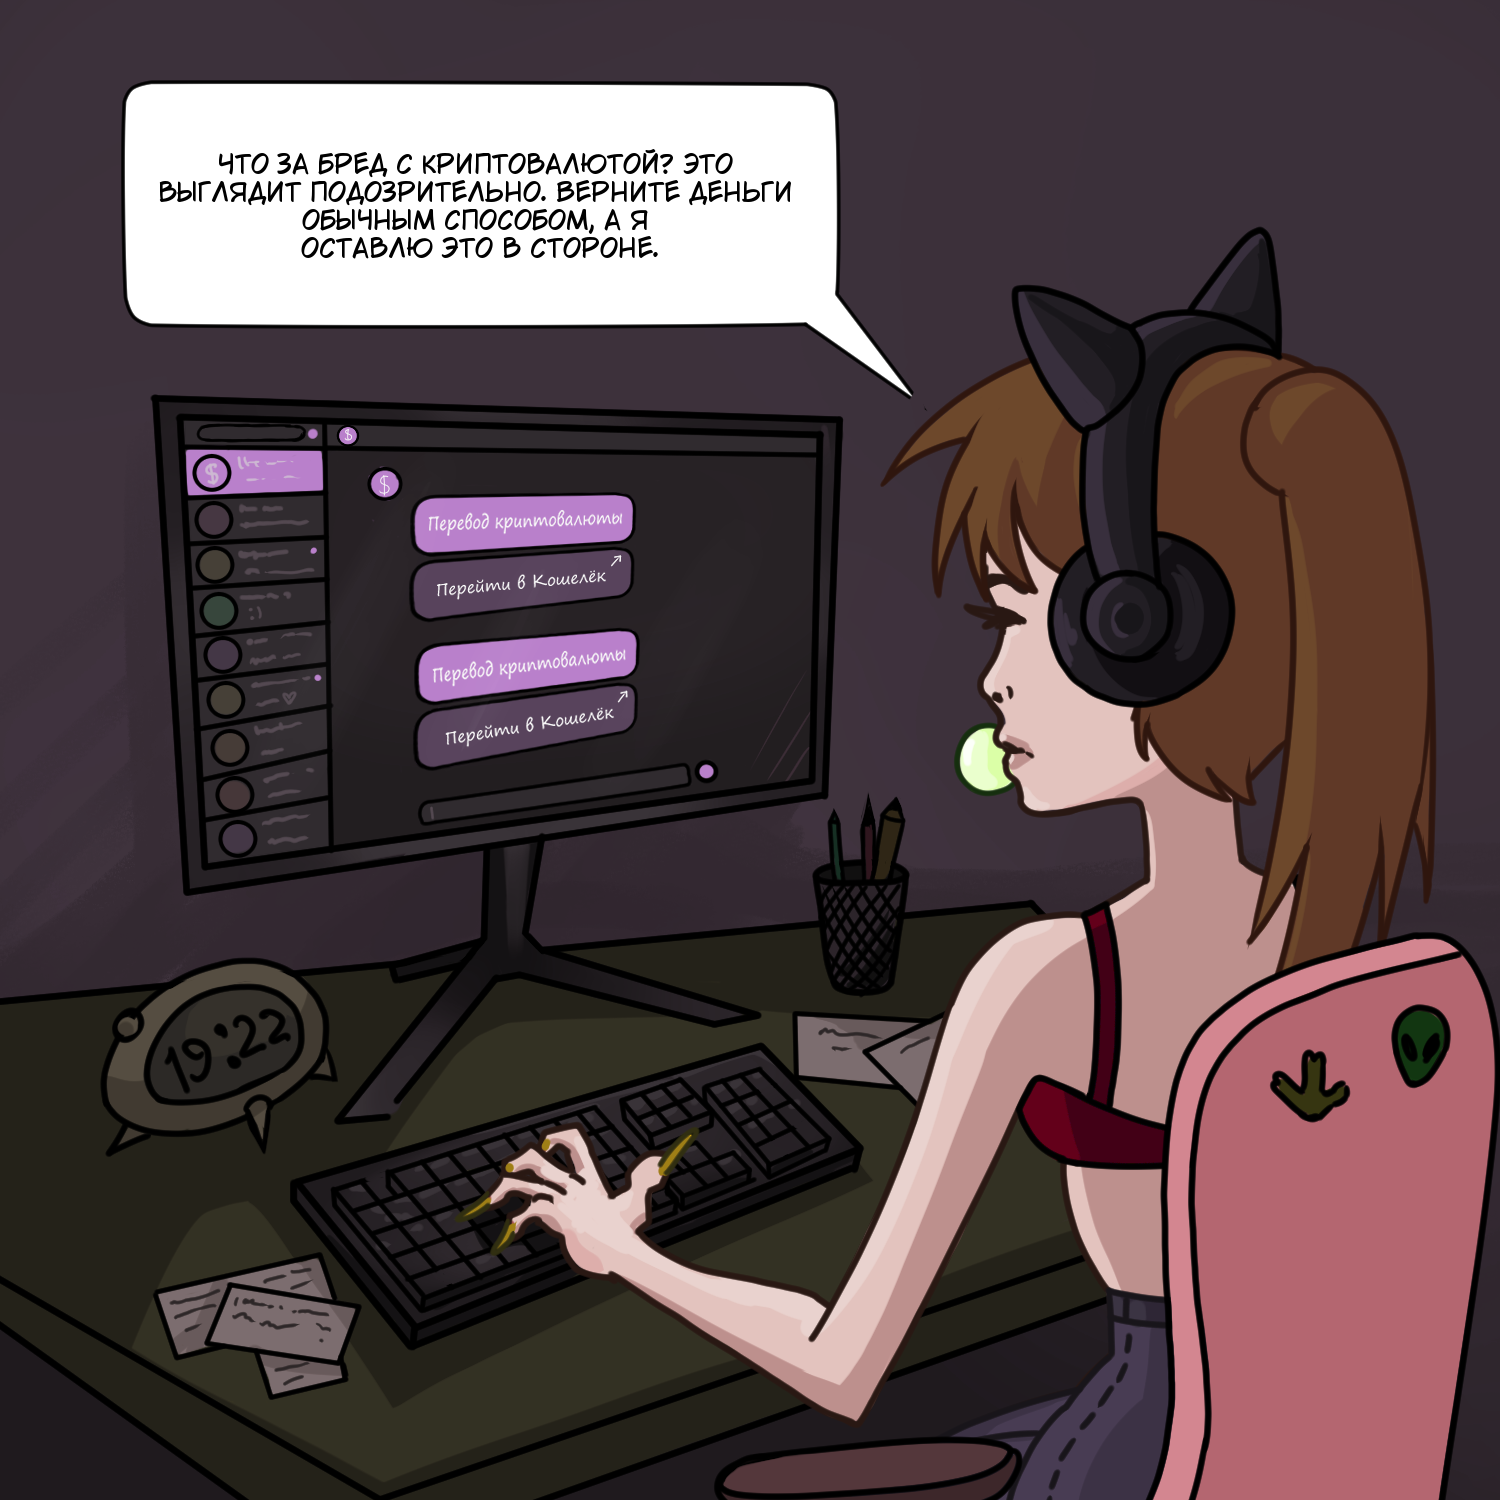 ЧТО ЗА БРЕД С КРИПТОВАЛЮТОЙ? ЭТО
ВЫГЛЯДИТ ПОДОЗРИТЕЛЬНО. ВЕРНИТЕ ДЕНЬГИ
ОБЫЧНЫМ СПОСОБОМ, А Я
ОСТАВЛЮ ЭТО В СТОРОНЕ.
$
$
$
Перевод криптовалюты
Перейти в Кошелёк
Перевод криптовалюты
Перейти в Кошелёк
:)
19:22